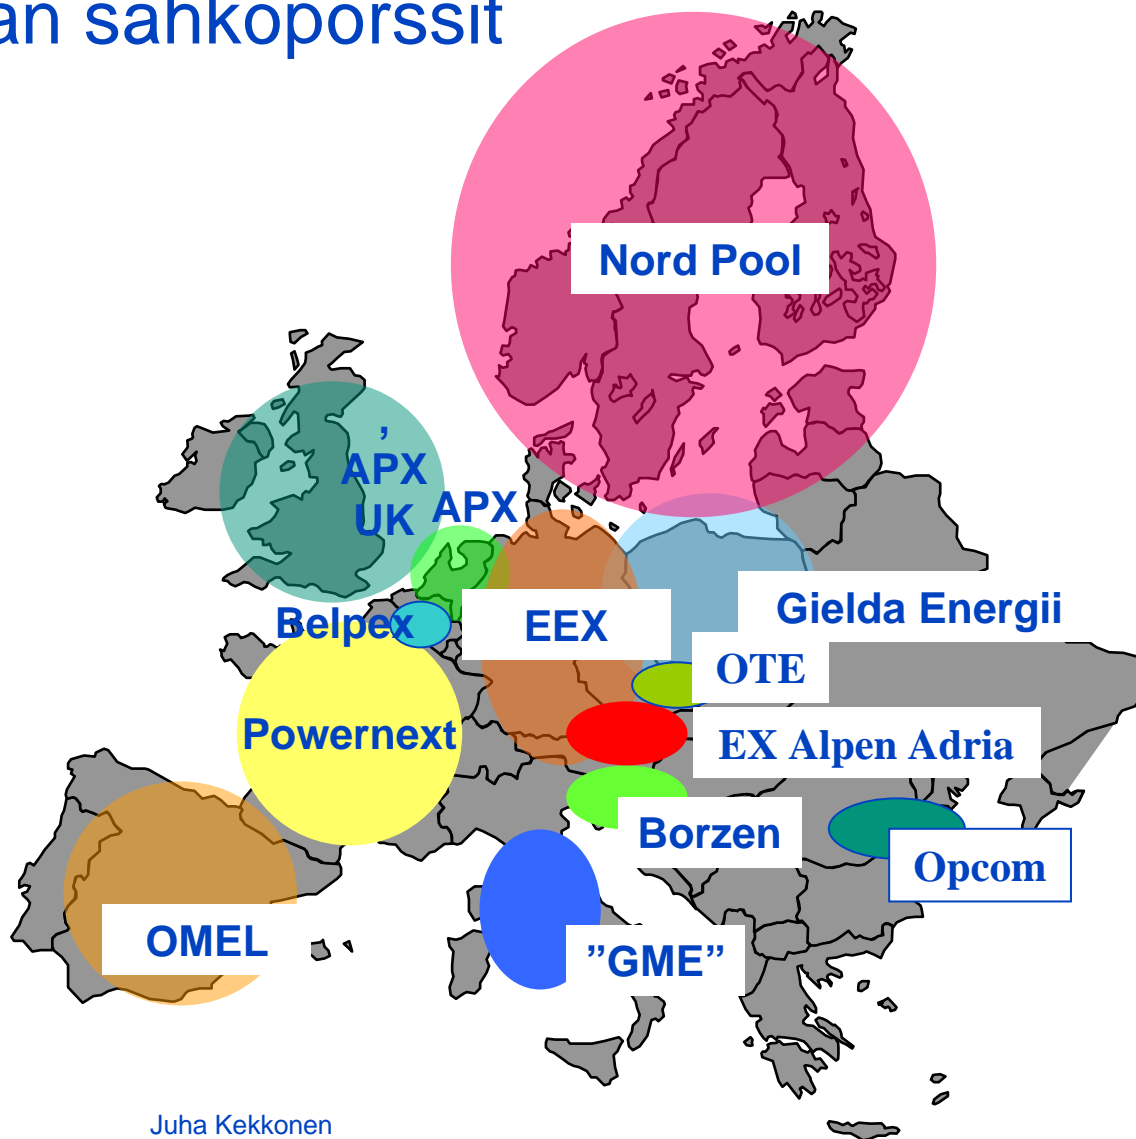 an sahkoporssit
Nord Pool
,
APX
UK
APX
Belpex
EEX
Gielda Energii
OTE
Powernext
EX Alpen Adria
Borzen
Opcom
OMEL
”GME”
Juha Kekkonen